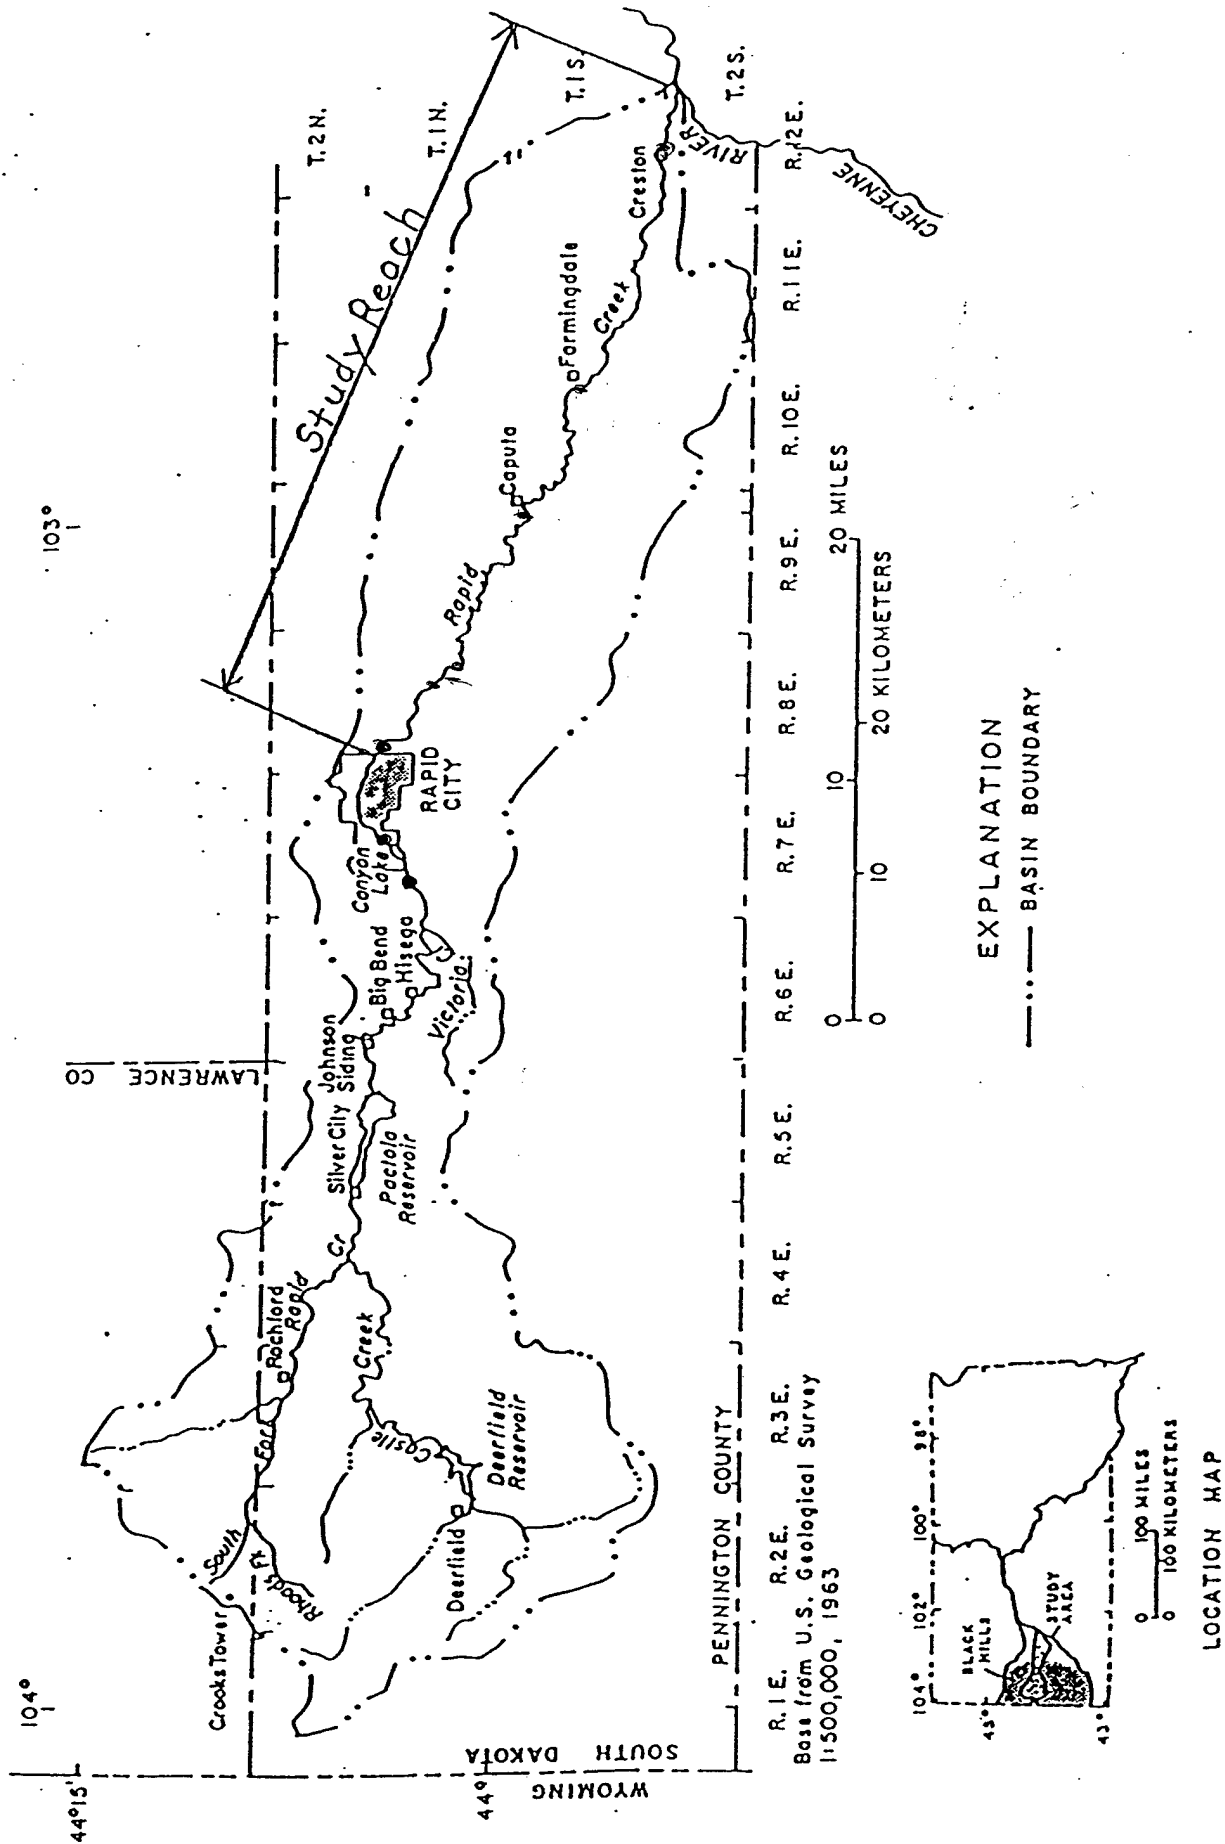 104°
103°
44°15'
44°
WYOMING
SOUTH DAKOTA
LAWRENCE CO
PENNINGTON COUNTY
T.2N.
T.1N.
T.1S.
T.2S.
Study Reach
Crooks Tower
South
Fork
Rapid
Cr
Rhoads Fk
Rochford
Castle
Creek
Deerfield
Deerfield
Reservoir
Silver City
Pactola
Reservoir
Johnson
Siding
Big Bend
Hisega
Victoria
Canyon
Lake
RAPID
CITY
Rapid
Creek
Caputa
Farmingdale
Creston
CHEYENNE
RIVER
R.1E.
R.2E.
R.3E.
R.4E.
R.5E.
R.6E.
R.7E.
R.8E.
R.9E.
R.10E.
R.11E.
R.12E.
Base from U.S. Geological Survey
1:500,000, 1963
0 10 20 MILES
0 10 20 KILOMETERS
EXPLANATION
BASIN BOUNDARY
104° 102° 100° 98°
45°
43°
BLACK
HILLS
STUDY
AREA
0 100 MILES
0 100 KILOMETERS
LOCATION MAP